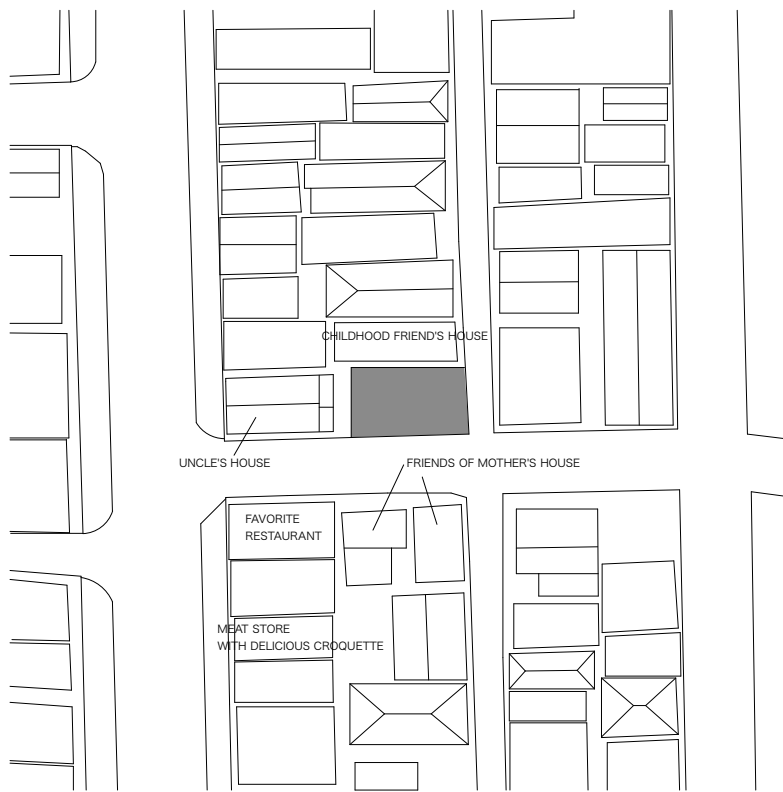 CHILDHOOD FRIEND'S HOUSE
UNCLE'S HOUSE
FRIENDS OF MOTHER'S HOUSE
FAVORITE
RESTAURANT
MEAT STORE
WITH DELICIOUS CROQUETTE